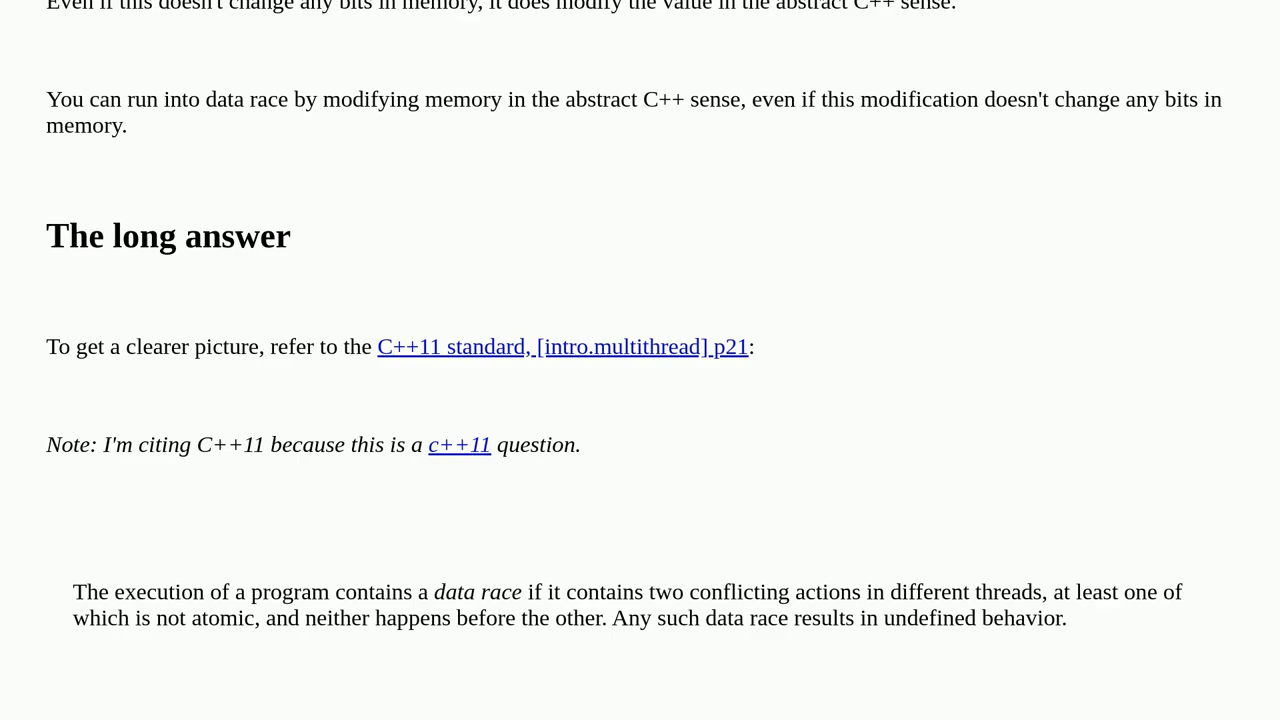 Even if this doesn't change any bits in memory, it does modify the value in the abstract C++ sense.
You can run into data race by modifying memory in the abstract C++ sense, even if this modification doesn't change any bits in
memory.
The long answer
To get a clearer picture, refer to the C++11 standard, [intro.multithread] p21:
Note: I'm citing C++11 because this is a c++11 question.
The execution of a program contains a data race if it contains two conflicting actions in different threads, at least one of
which is not atomic, and neither happens before the other. Any such data race results in undefined behavior.